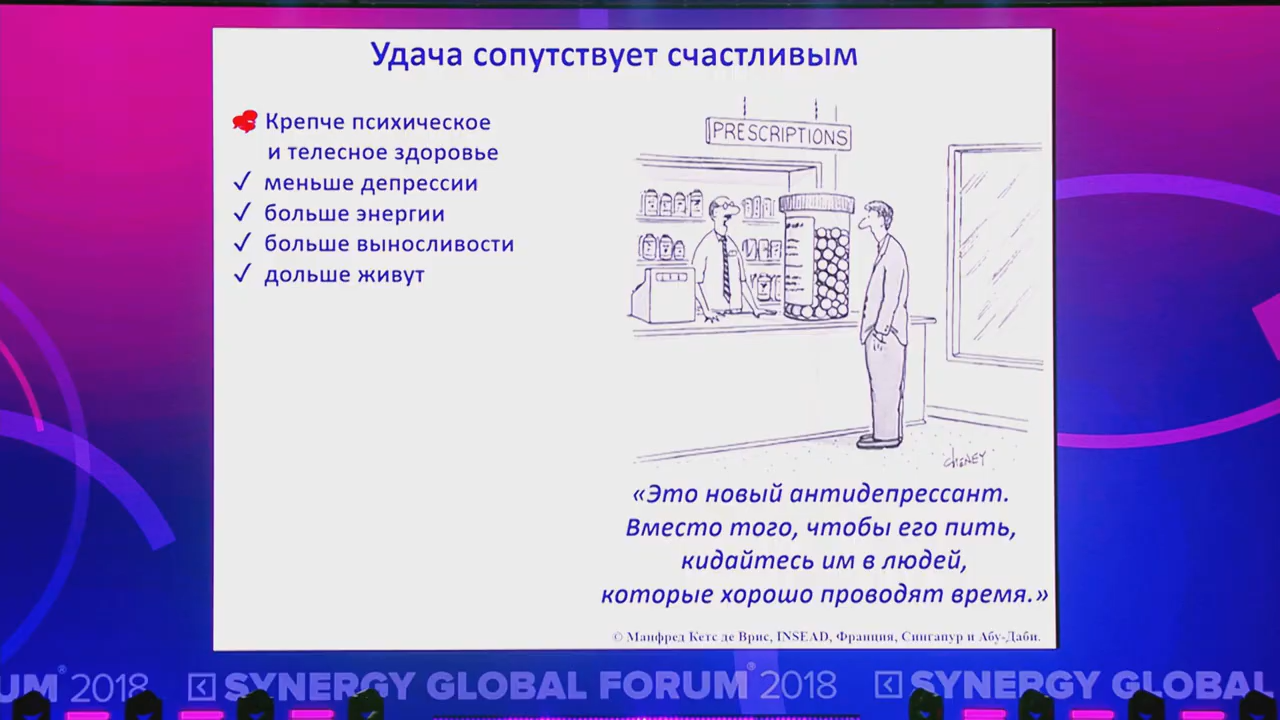 Удача сопутствует счастливым
Крепче психическое
и телесное здоровье
✓ меньше депрессии
✓ больше энергии
✓ больше выносливости
✓ дольше живут
PRESCRIPTIONS
CHENEY
«Это новый антидепрессант.
Вместо того, чтобы его пить,
кидайтесь им в людей,
которые хорошо проводят время.»
© Манфред Кетс де Врис, INSEAD, Франция, Сингапур и Абу-Даби.
UM® 2018 SYNERGY GLOBAL FORUM® 2018 SYNERGY GLOBAL